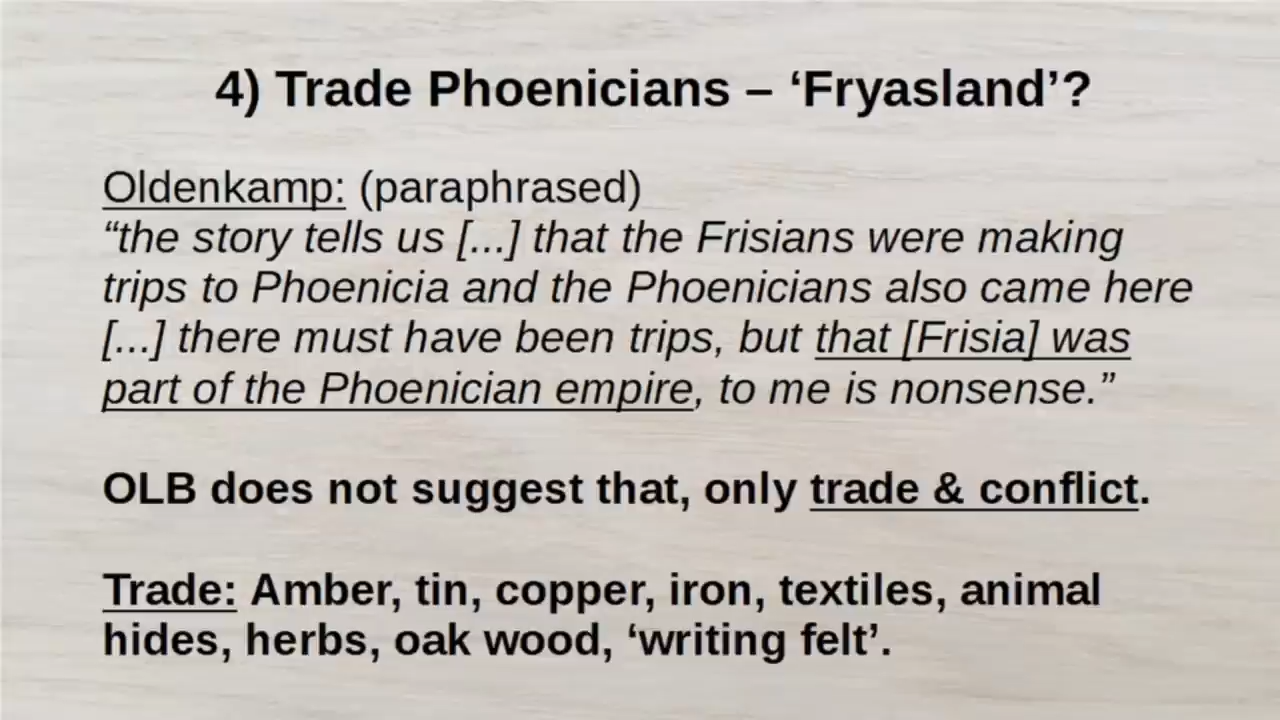 4) Trade Phoenicians – ‘Fryasland’?
Oldenkamp: (paraphrased)
“the story tells us [...] that the Frisians were making
trips to Phoenicia and the Phoenicians also came here
[...] there must have been trips, but that [Frisia] was
part of the Phoenician empire, to me is nonsense.”
OLB does not suggest that, only trade & conflict.
Trade: Amber, tin, copper, iron, textiles, animal
hides, herbs, oak wood, ‘writing felt’.